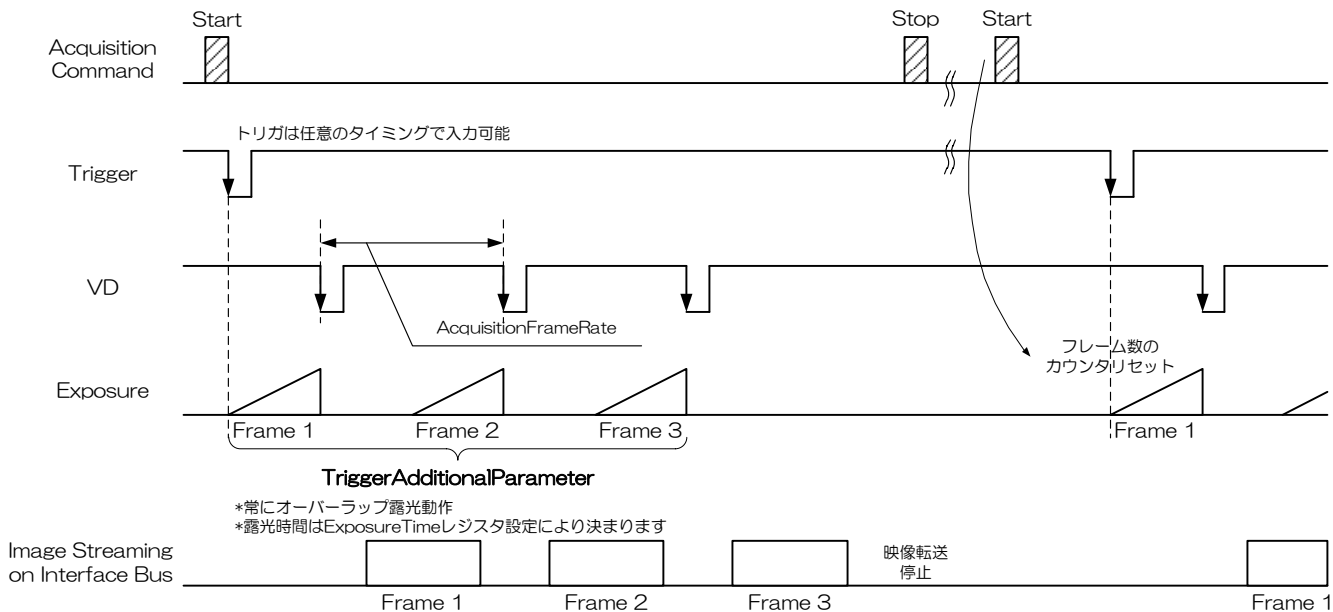 Start
Stop
Start
Acquisition
Command
トリガは任意のタイミングで入力可能
Trigger
VD
AcquisitionFrameRate
フレーム数の
カウンタリセット
Exposure
Frame 1
Frame 2
Frame 3
Frame 1
TriggerAdditionalParameter
*常にオーバーラップ露光動作
*露光時間はExposureTimeレジスタ設定により決まります
Image Streaming
on Interface Bus
映像転送
停止
Frame 1
Frame 2
Frame 3
Frame 1